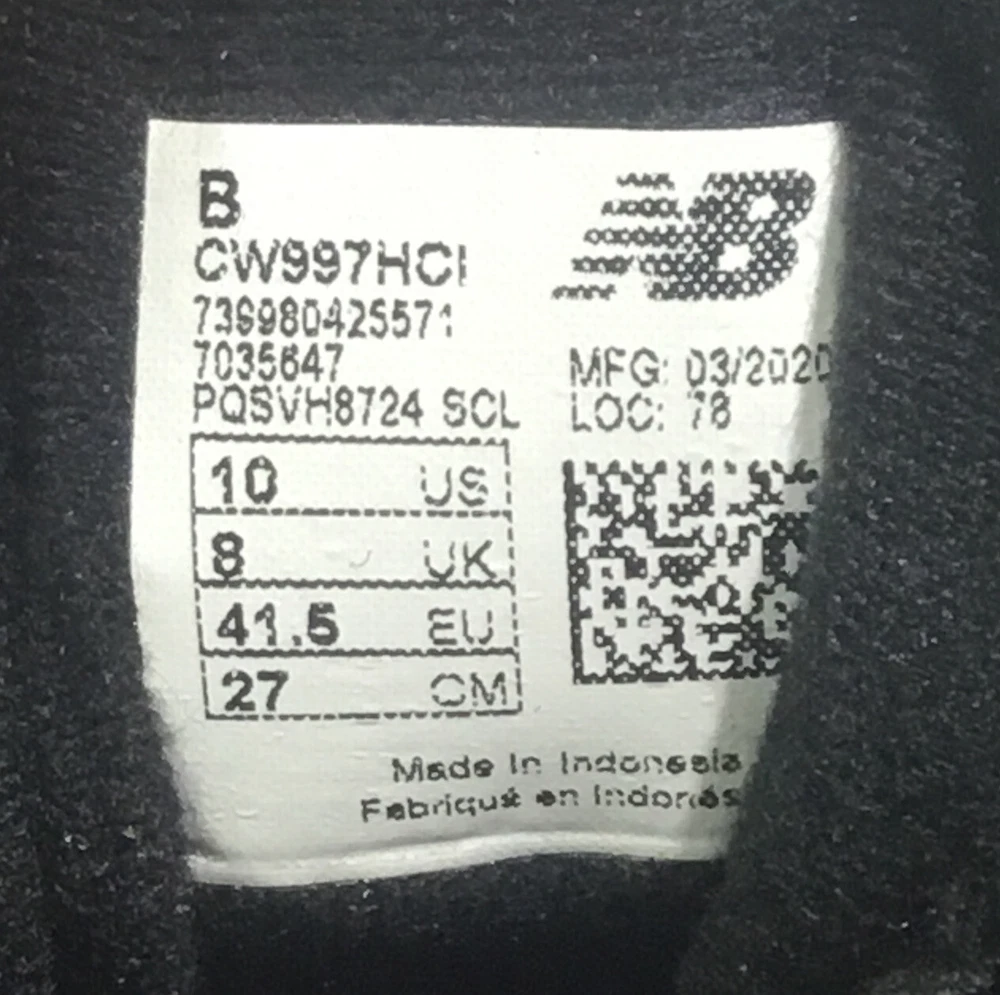 B
CW997HCI
739980425571
7035647
PQSVH8724 SCL
MFG: 03/2020
LOC: 78
10 US
8 UK
41.5 EU
27 CM
Made In Indonesia
Fabriqué en Indonés